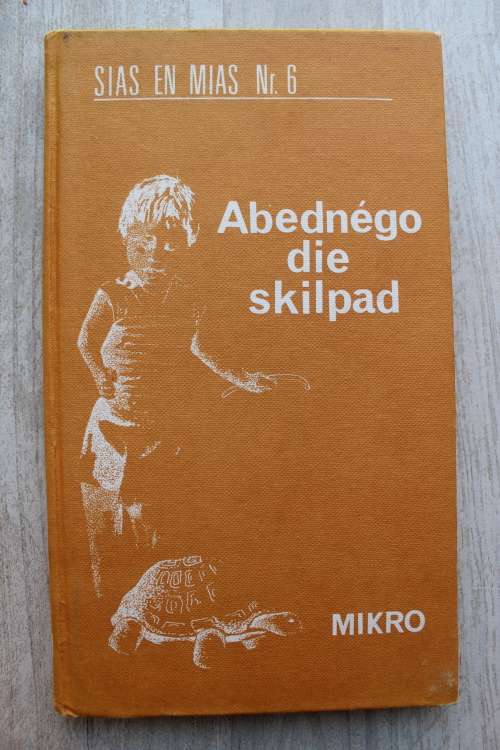 SIAS EN MIAS Nr. 6
Abednégo
die
skilpad
MIKRO